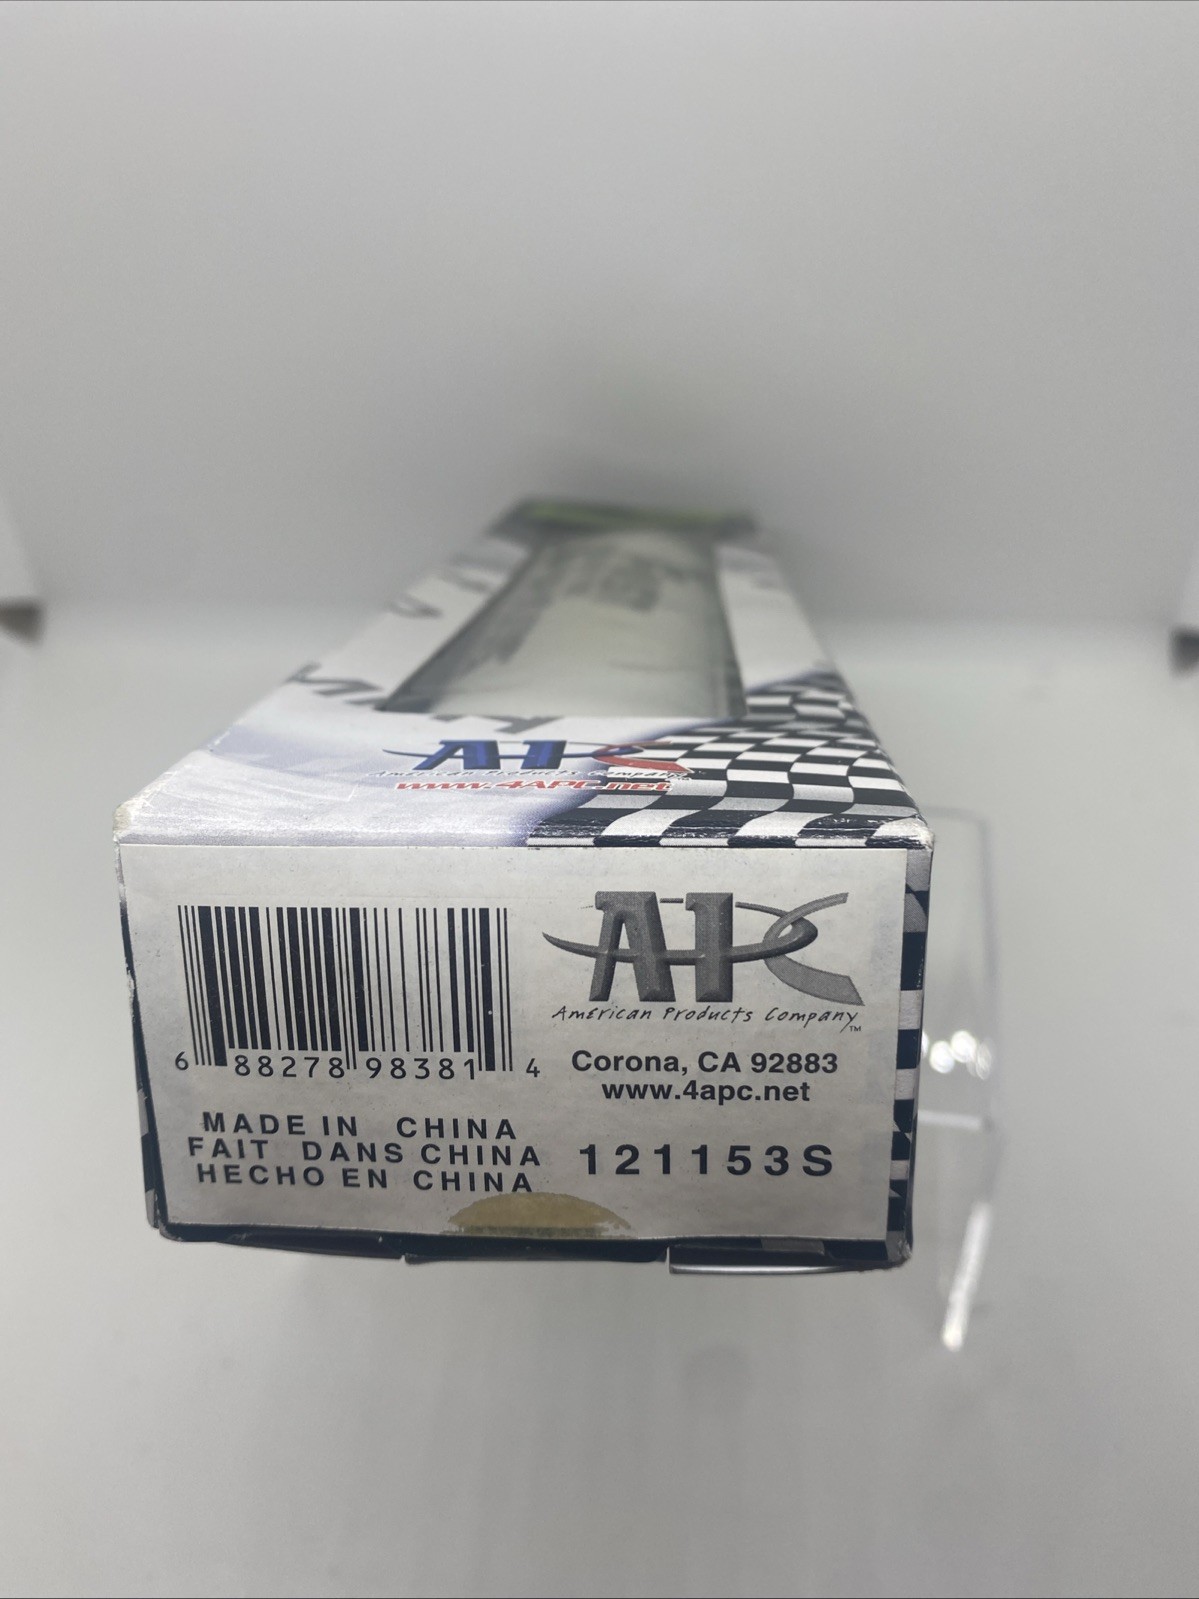 APC
American Products Company
www.4APC.net
APC
American Products Company™
6 88278 98381 4
Corona, CA 92883
www.4apc.net
MADE IN CHINA
FAIT DANS CHINA
HECHO EN CHINA
121153S